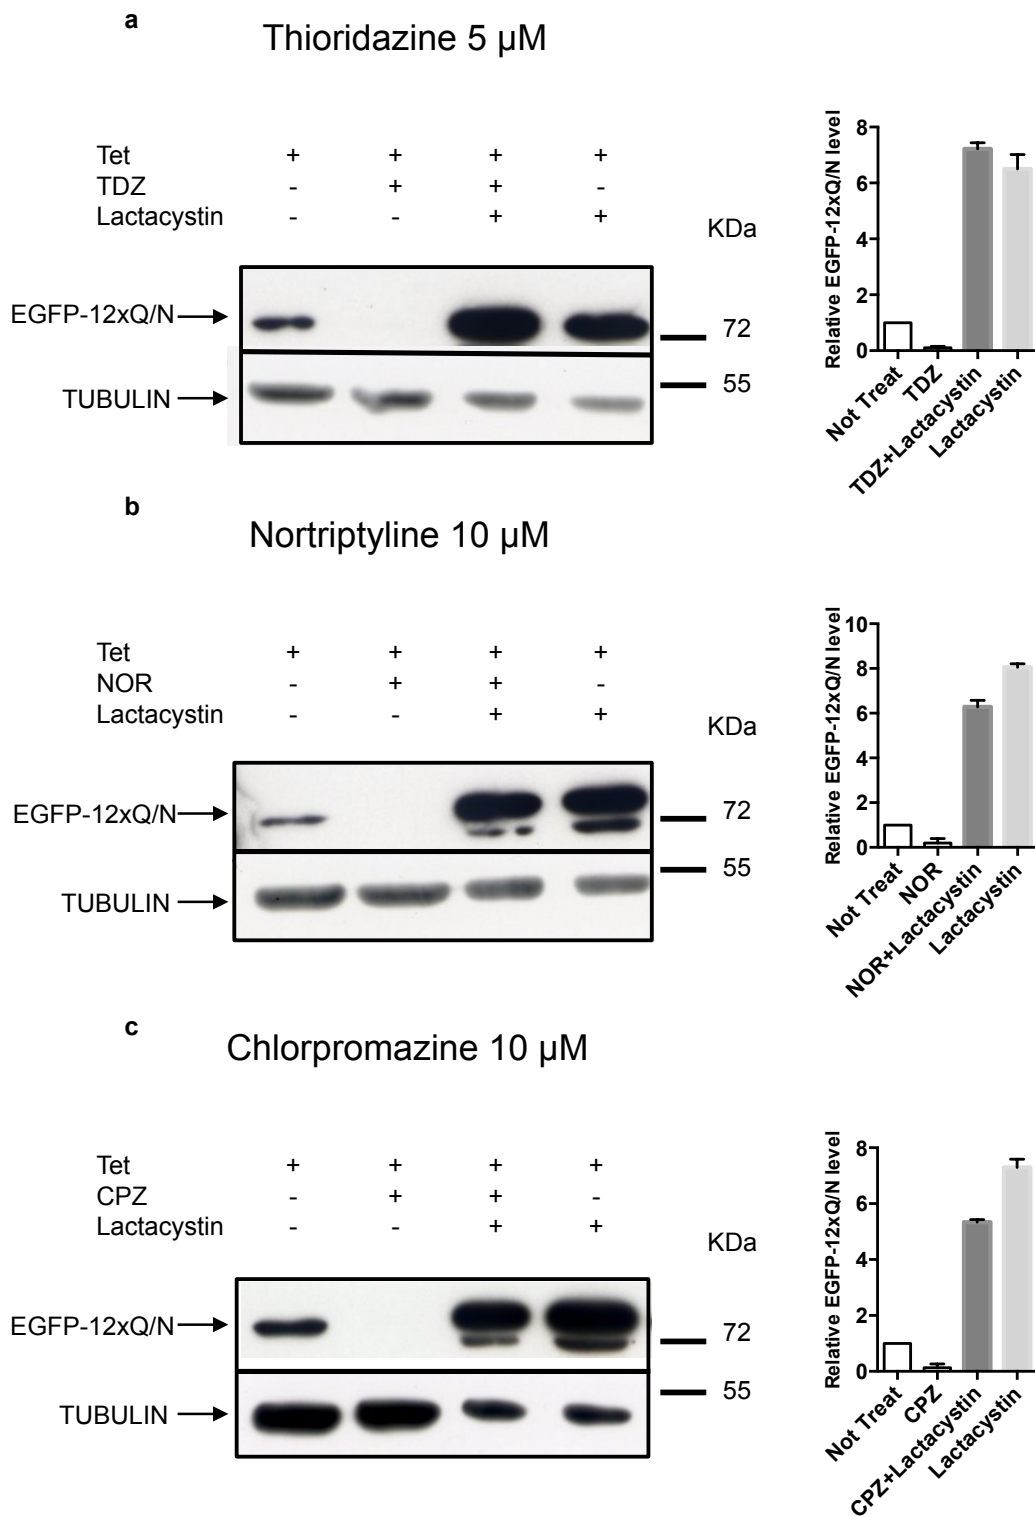 a
Thioridazine 5 µM
Tet + + + +
TDZ - + + -
Lactacystin - - + +
KDa
EGFP-12xQ/N
72
TUBULIN
55
Relative EGFP-12xQ/N level
8
6
4
2
0
Not Treat
TDZ
TDZ+Lactacystin
Lactacystin
b
Nortriptyline 10 µM
Tet + + + +
NOR - + + -
Lactacystin - - + +
KDa
EGFP-12xQ/N
72
TUBULIN
55
Relative EGFP-12xQ/N level
10
8
6
4
2
0
Not Treat
NOR
NOR+Lactacystin
Lactacystin
c
Chlorpromazine 10 µM
Tet + + + +
CPZ - + + -
Lactacystin - - + +
KDa
EGFP-12xQ/N
72
TUBULIN
55
Relative EGFP-12xQ/N level
8
6
4
2
0
Not Treat
CPZ
CPZ+Lactacystin
Lactacystin